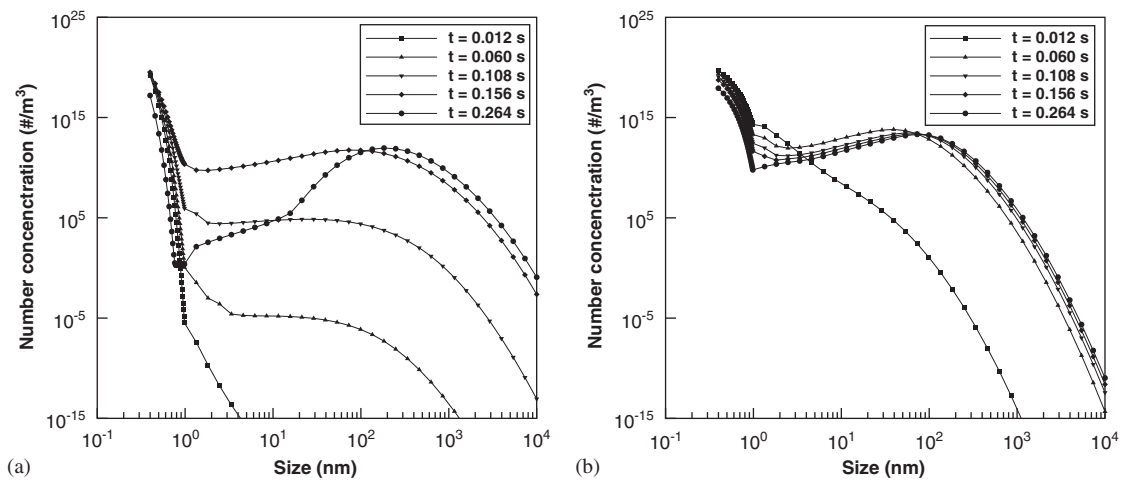 10^25
10^15
10^5
10^-5
10^-15
Number concenctration (#/m^3)
t = 0.012 s
t = 0.060 s
t = 0.108 s
t = 0.156 s
t = 0.264 s
10^-1
10^0
10^1
10^2
10^3
10^4
Size (nm)
(a)
10^25
10^15
10^5
10^-5
10^-15
Number concenctration (#/m^3)
t = 0.012 s
t = 0.060 s
t = 0.108 s
t = 0.156 s
t = 0.264 s
10^-1
10^0
10^1
10^2
10^3
10^4
Size (nm)
(b)